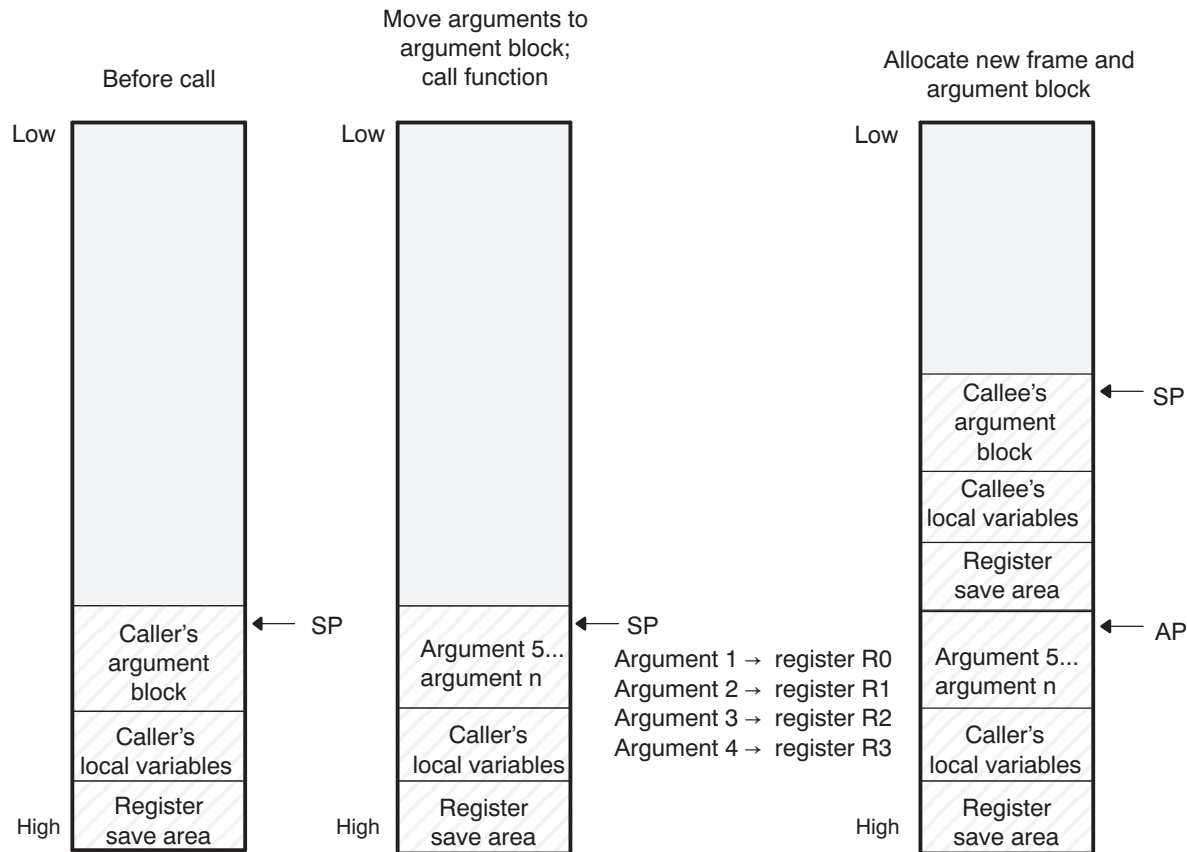 Before call
Low
Caller's
argument
block
Caller's
local variables
Register
save area
High
SP
Move arguments to
argument block;
call function
Low
Argument 5...
argument n
Caller's
local variables
Register
save area
High
SP
Argument 1 → register R0
Argument 2 → register R1
Argument 3 → register R2
Argument 4 → register R3
Allocate new frame and
argument block
Low
Callee's
argument
block
Callee's
local variables
Register
save area
Argument 5...
argument n
Caller's
local variables
Register
save area
High
SP
AP